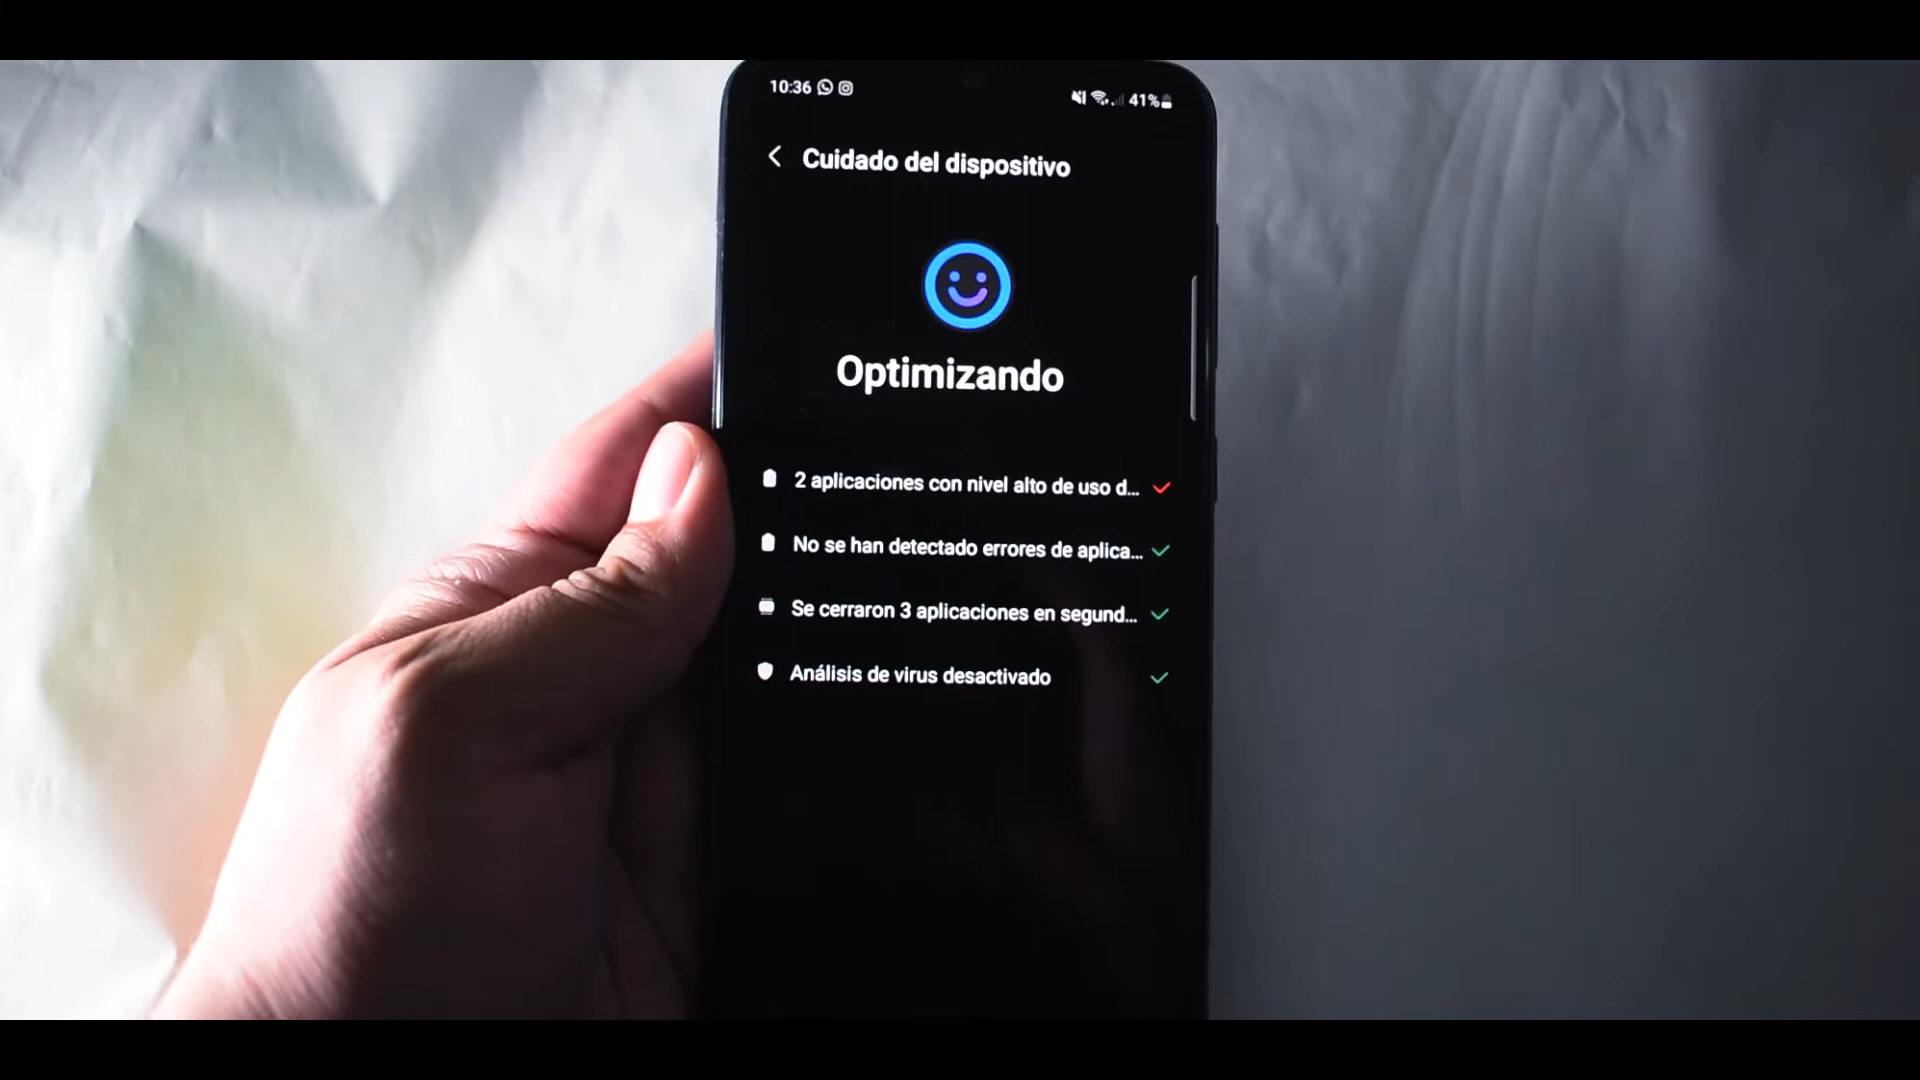 10:36
41%
Cuidado del dispositivo
Optimizando
2 aplicaciones con nivel alto de uso d...
No se han detectado errores de aplica...
Se cerraron 3 aplicaciones en segund...
Análisis de virus desactivado